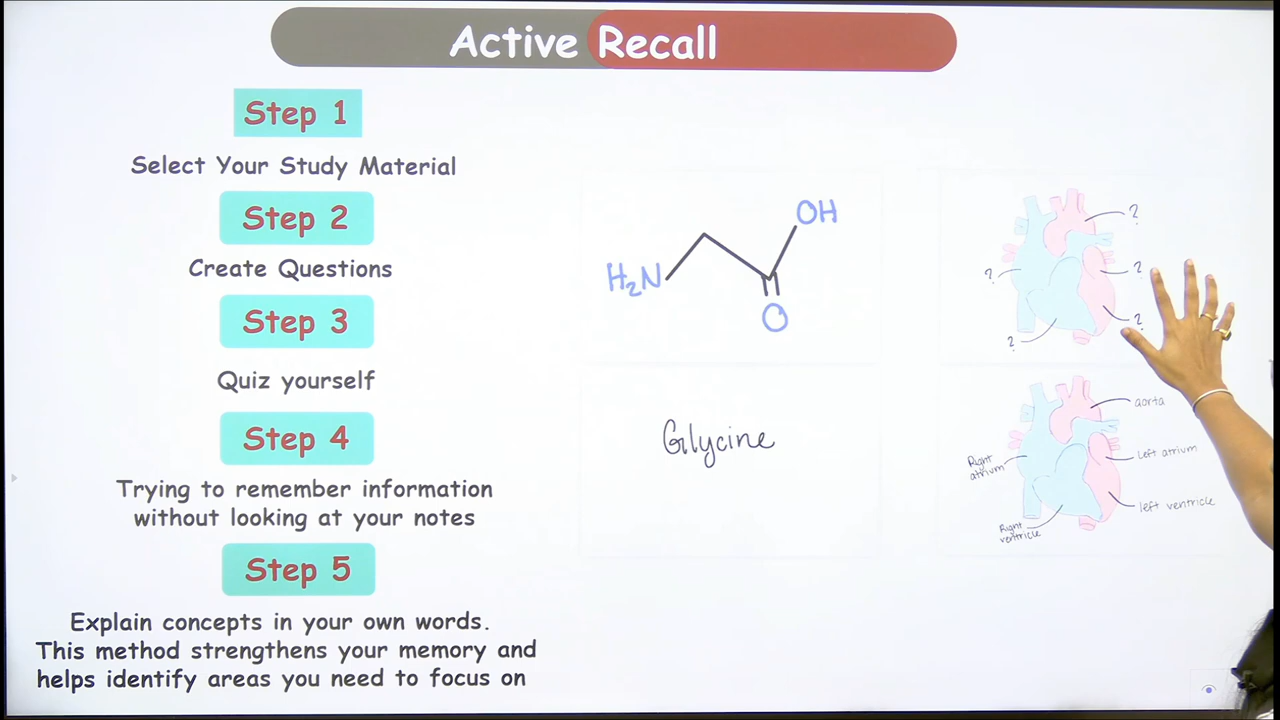 Active Recall
Step 1
Select Your Study Material
Step 2
Create Questions
Step 3
Quiz yourself
Step 4
Trying to remember information
without looking at your notes
Step 5
Explain concepts in your own words.
This method strengthens your memory and
helps identify areas you need to focus on
OH
H₂N
O
Glycine
?
?
?
?
?
aorta
Right
atrium
Left atrium
left ventricle
Right
ventricle